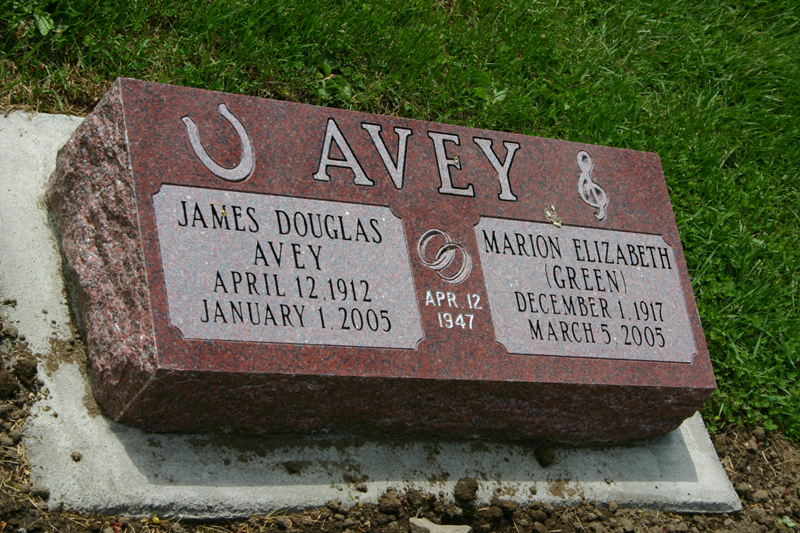 AVEY
JAMES DOUGLAS
AVEY
APRIL 12, 1912
JANUARY 1, 2005
APR. 12
1947
MARION ELIZABETH
(GREEN)
DECEMBER 1, 1917
MARCH 5, 2005